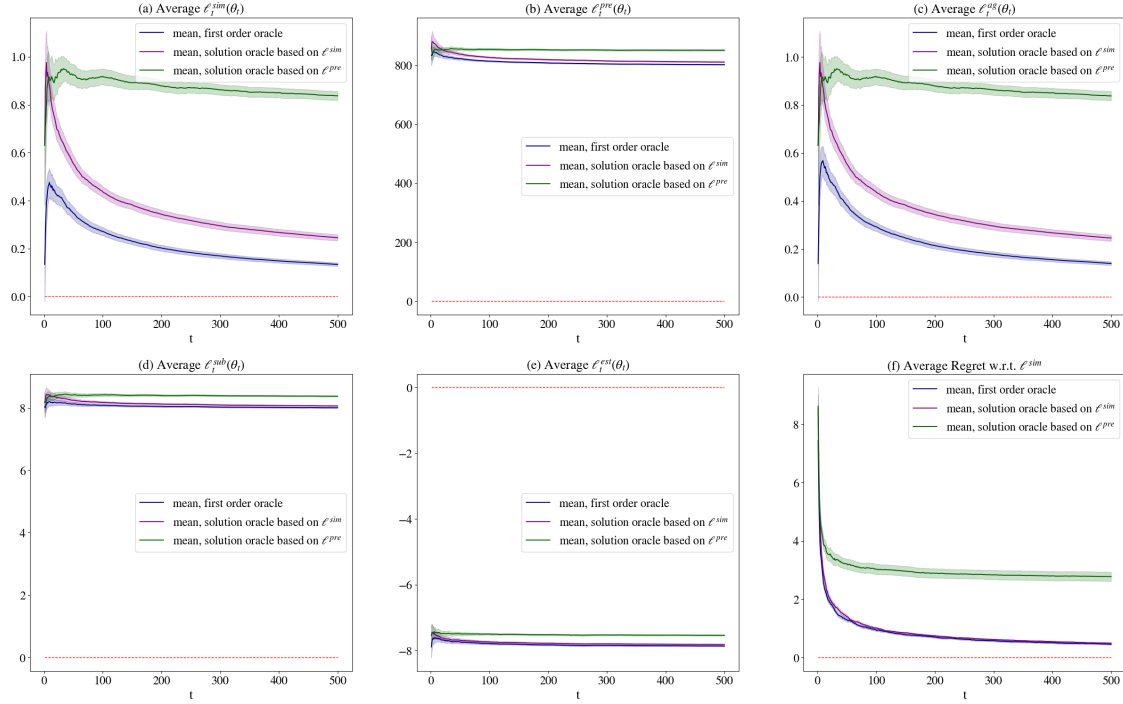 (a) Average ℓ_t^{sim}(θ_t)
mean, first order oracle
mean, solution oracle based on ℓ^{sim}
mean, solution oracle based on ℓ^{pre}
1.0
0.8
0.6
0.4
0.2
0.0
0 100 200 300 400 500
t
(b) Average ℓ_t^{pre}(θ_t)
mean, first order oracle
mean, solution oracle based on ℓ^{sim}
mean, solution oracle based on ℓ^{pre}
800
600
400
200
0
0 100 200 300 400 500
t
(c) Average ℓ_t^{ag}(θ_t)
mean, first order oracle
mean, solution oracle based on ℓ^{sim}
mean, solution oracle based on ℓ^{pre}
1.0
0.8
0.6
0.4
0.2
0.0
0 100 200 300 400 500
t
(d) Average ℓ_t^{sub}(θ_t)
mean, first order oracle
mean, solution oracle based on ℓ^{sim}
mean, solution oracle based on ℓ^{pre}
8
6
4
2
0
0 100 200 300 400 500
t
(e) Average ℓ_t^{est}(θ_t)
mean, first order oracle
mean, solution oracle based on ℓ^{sim}
mean, solution oracle based on ℓ^{pre}
0
−2
−4
−6
−8
0 100 200 300 400 500
t
(f) Average Regret w.r.t. ℓ^{sim}
mean, first order oracle
mean, solution oracle based on ℓ^{sim}
mean, solution oracle based on ℓ^{pre}
8
6
4
2
0
0 100 200 300 400 500
t